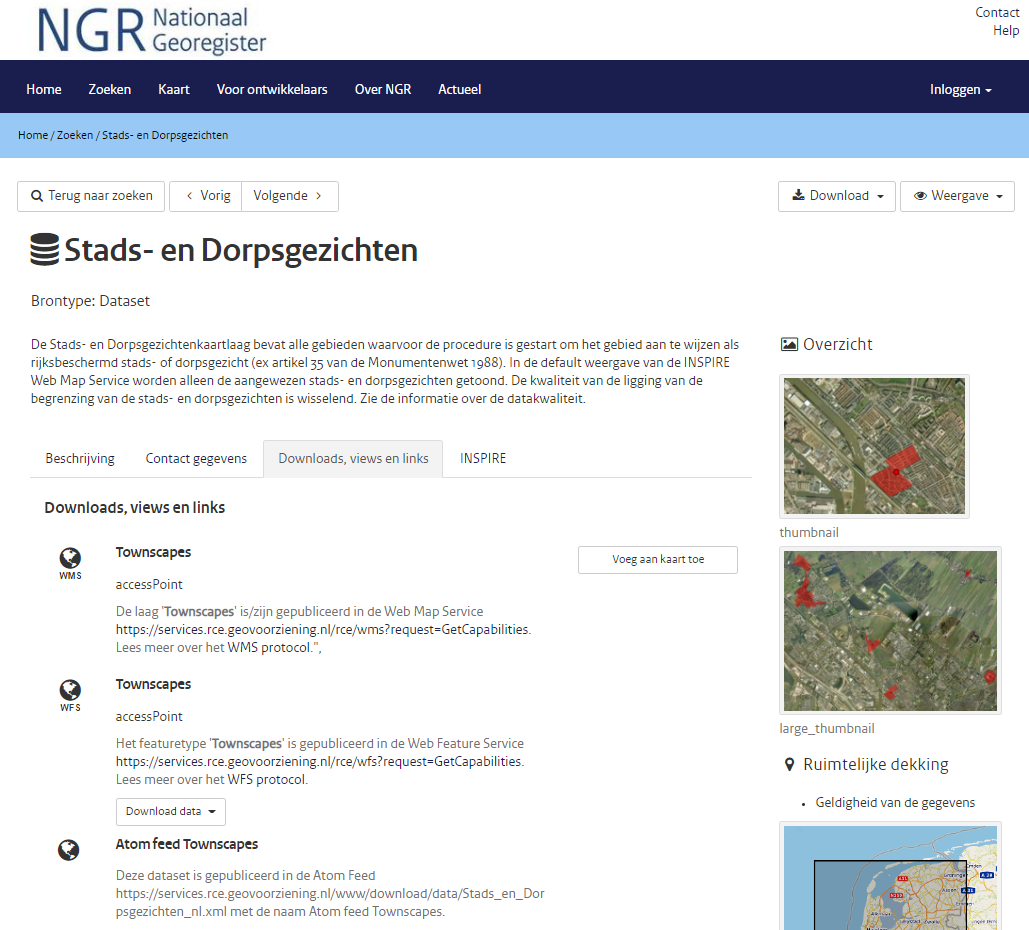 NGR Nationaal
Georegister
Contact
Help
Home Zoeken Kaart Voor ontwikkelaars Over NGR Actueel Inloggen
Home / Zoeken / Stads- en Dorpsgezichten
Terug naar zoeken Vorig Volgende Download Weergave
Stads- en Dorpsgezichten
Brontype: Dataset
De Stads- en Dorpsgezichtenkaartlaag bevat alle gebieden waarvoor de procedure is gestart om het gebied aan te wijzen als
rijksbeschermd stads- of dorpsgezicht (ex artikel 35 van de Monumentenwet 1988). In de default weergave van de INSPIRE
Web Map Service worden alleen de aangewezen stads- en dorpsgezichten getoond. De kwaliteit van de ligging van de
begrenzing van de stads- en dorpsgezichten is wisselend. Zie de informatie over de datakwaliteit.
Beschrijving Contact gegevens Downloads, views en links INSPIRE
Downloads, views en links
WMS
Townscapes
Voeg aan kaart toe
accessPoint
De laag 'Townscapes' is/zijn gepubliceerd in de Web Map Service
https://services.rce.geovoorziening.nl/rce/wms?request=GetCapabilities.
Lees meer over het WMS protocol.",
WFS
Townscapes
accessPoint
Het featuretype 'Townscapes' is gepubliceerd in de Web Feature Service
https://services.rce.geovoorziening.nl/rce/wfs?request=GetCapabilities.
Lees meer over het WFS protocol.
Download data
Atom feed Townscapes
Deze dataset is gepubliceerd in de Atom Feed
https://services.rce.geovoorziening.nl/www/download/data/Stads_en_Dor
psgezichten_nl.xml met de naam Atom feed Townscapes.
Overzicht
thumbnail
large_thumbnail
Ruimtelijke dekking
• Geldigheid van de gegevens
Groningen
Emden
A 31